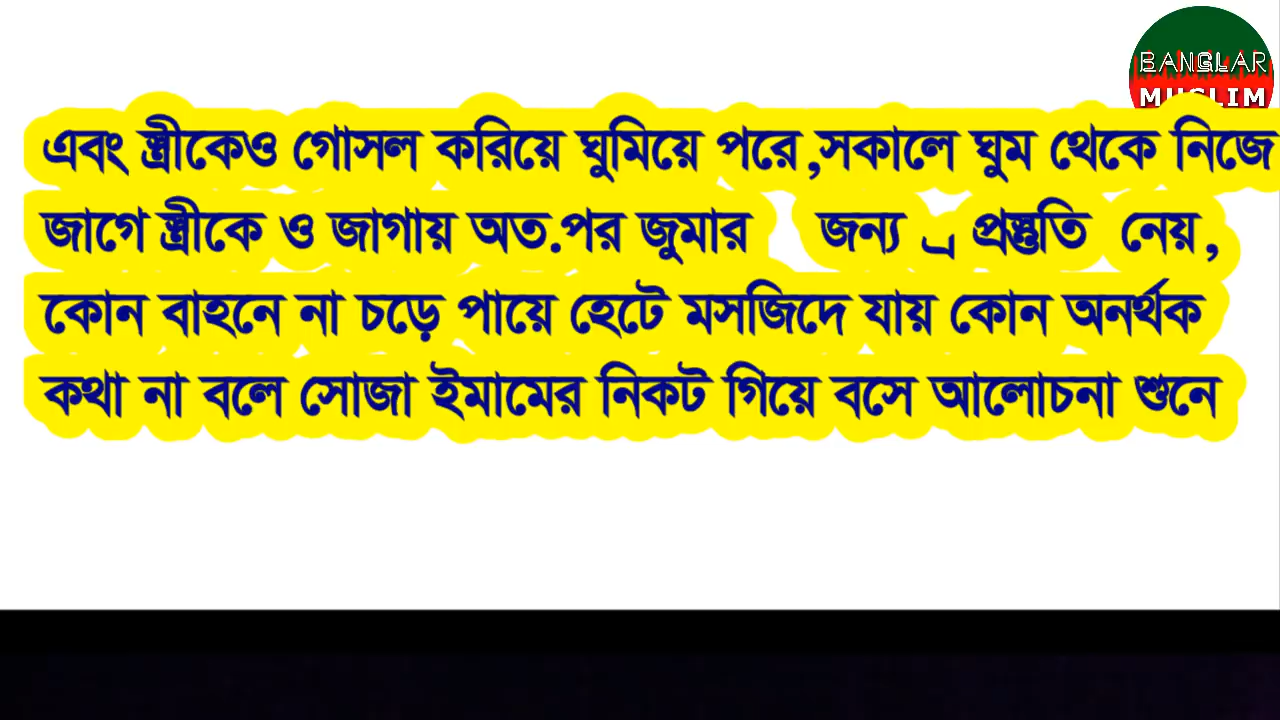 BANGLAR
MUSLIM
এবং স্ত্রীকেও গোসল করিয়ে ঘুমিয়ে পরে,সকালে ঘুম থেকে নিজে
জাগে স্ত্রীকে ও জাগায় অত.পর জুমার জন্য প্রস্তুতি নেয়,
কোন বাহনে না চড়ে পায়ে হেটে মসজিদে যায় কোন অনর্থক
কথা না বলে সোজা ইমামের নিকট গিয়ে বসে আলোচনা শুনে